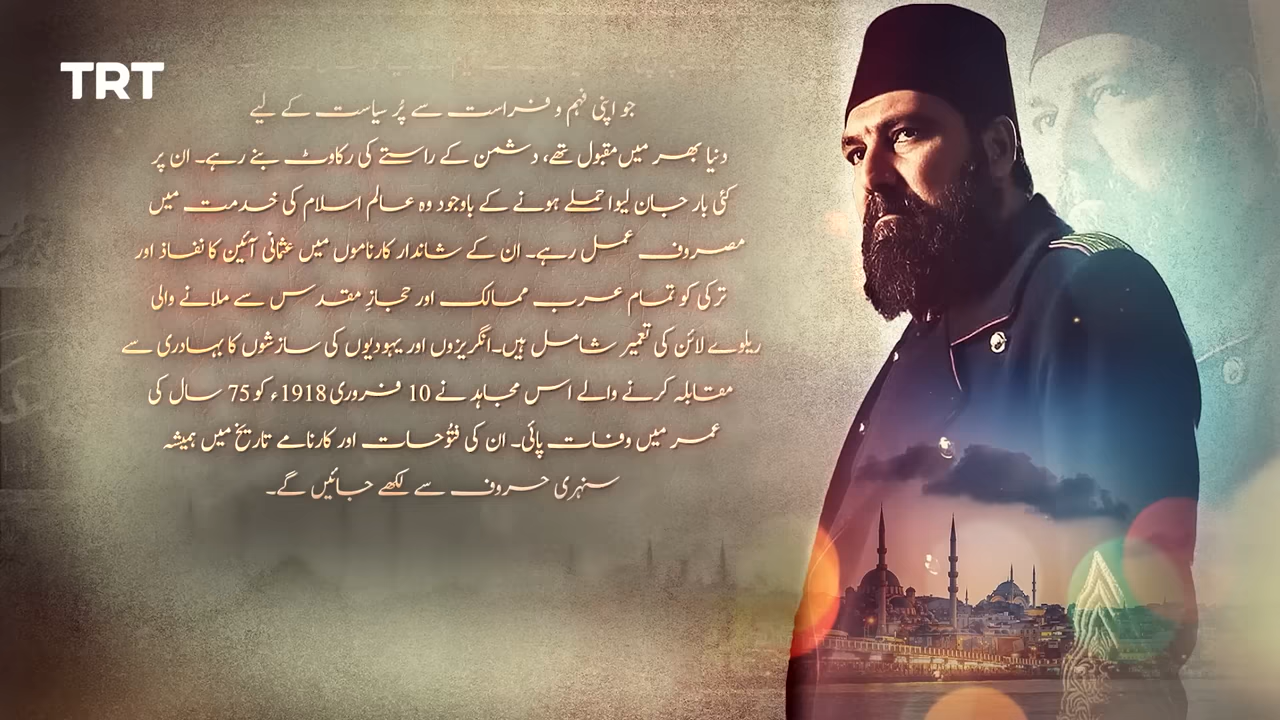 TRT
جو اپنی فہم و فراست سے پُر سیاست کے لیے
دنیا بھر میں مقبول تھے، دشمن کے راستے کی رکاوٹ بنے رہے۔ ان پر
کئی بار جان لیوا حملے ہونے کے باوجود وہ عالم اسلام کی خدمت میں
مصروف عمل رہے۔ ان کے شاندار کارناموں میں عثمانی آئین کا نفاذ اور
ترکی کو تمام عرب ممالک اور حجازِ مقدس سے ملانے والی
ریلوے لائن کی تعمیر شامل ہیں۔انگریزوں اور یہودیوں کی سازشوں کا بہادری سے
مقابلہ کرنے والے اس مجاہد نے 10 فروری 1918ء کو 75 سال کی
عمر میں وفات پائی۔ ان کی فتُوحات اور کارنامے تاریخ میں ہمیشہ
سنہری حروف سے لکھے جائیں گے۔